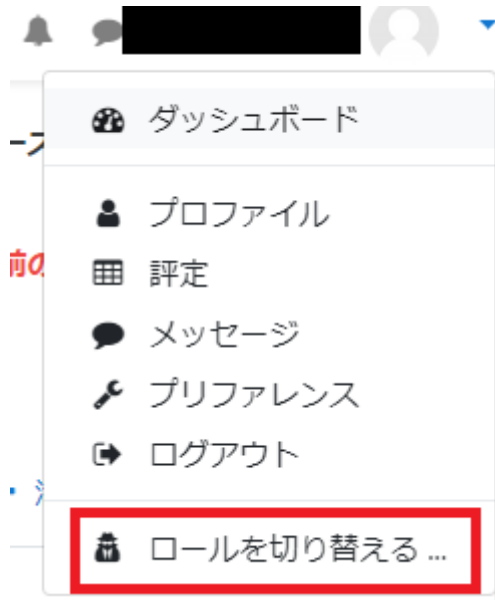 ダッシュボード
プロファイル
評定
メッセージ
プリファレンス
ログアウト
ロールを切り替える ...